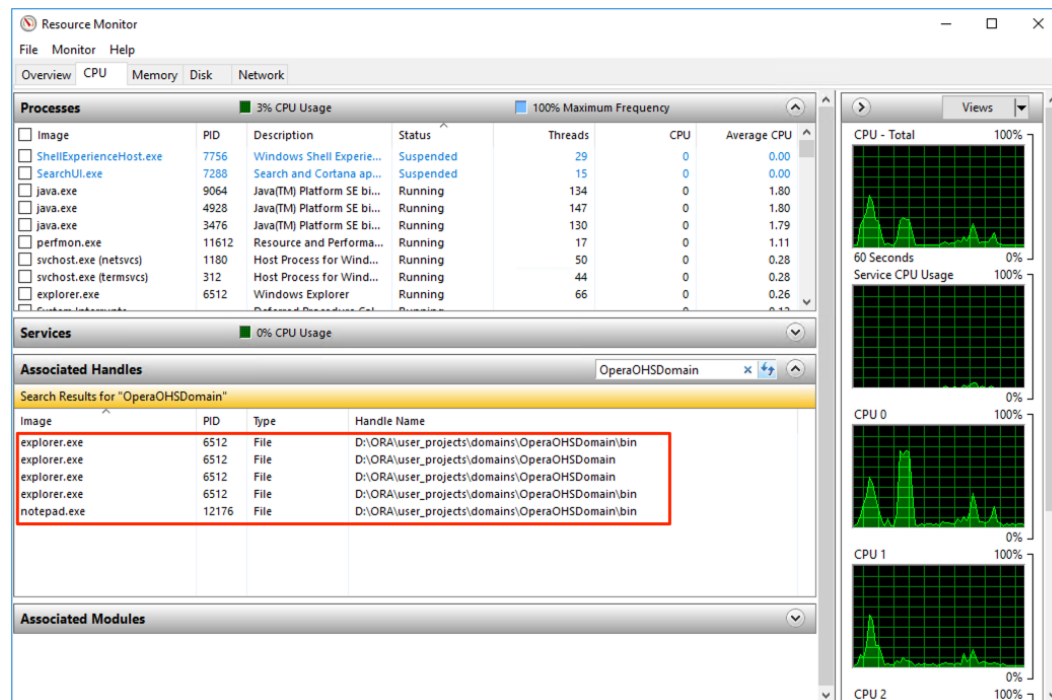 Resource Monitor
File Monitor Help
Overview CPU Memory Disk Network
Processes 3% CPU Usage 100% Maximum Frequency
Image PID Description Status Threads CPU Average CPU
ShellExperienceHost.exe 7756 Windows Shell Experie... Suspended 29 0 0.00
SearchUI.exe 7288 Search and Cortana ap... Suspended 15 0 0.00
java.exe 9064 Java(TM) Platform SE bi... Running 134 0 1.80
java.exe 4928 Java(TM) Platform SE bi... Running 147 0 1.80
java.exe 3476 Java(TM) Platform SE bi... Running 130 0 1.79
perfmon.exe 11612 Resource and Performa... Running 17 0 1.11
svchost.exe (netsvcs) 1180 Host Process for Wind... Running 50 0 0.28
svchost.exe (termsvcs) 312 Host Process for Wind... Running 44 0 0.28
explorer.exe 6512 Windows Explorer Running 66 0 0.26
Services 0% CPU Usage
Associated Handles OperaOHSDomain
Search Results for "OperaOHSDomain"
Image PID Type Handle Name
explorer.exe 6512 File D:\ORA\user_projects\domains\OperaOHSDomain\bin
explorer.exe 6512 File D:\ORA\user_projects\domains\OperaOHSDomain
explorer.exe 6512 File D:\ORA\user_projects\domains\OperaOHSDomain
explorer.exe 6512 File D:\ORA\user_projects\domains\OperaOHSDomain\bin
notepad.exe 12176 File D:\ORA\user_projects\domains\OperaOHSDomain\bin
Associated Modules
Views
CPU - Total 100%
60 Seconds 0%
Service CPU Usage 100%
0%
CPU 0 100%
0%
CPU 1 100%
0%
CPU 2 100%